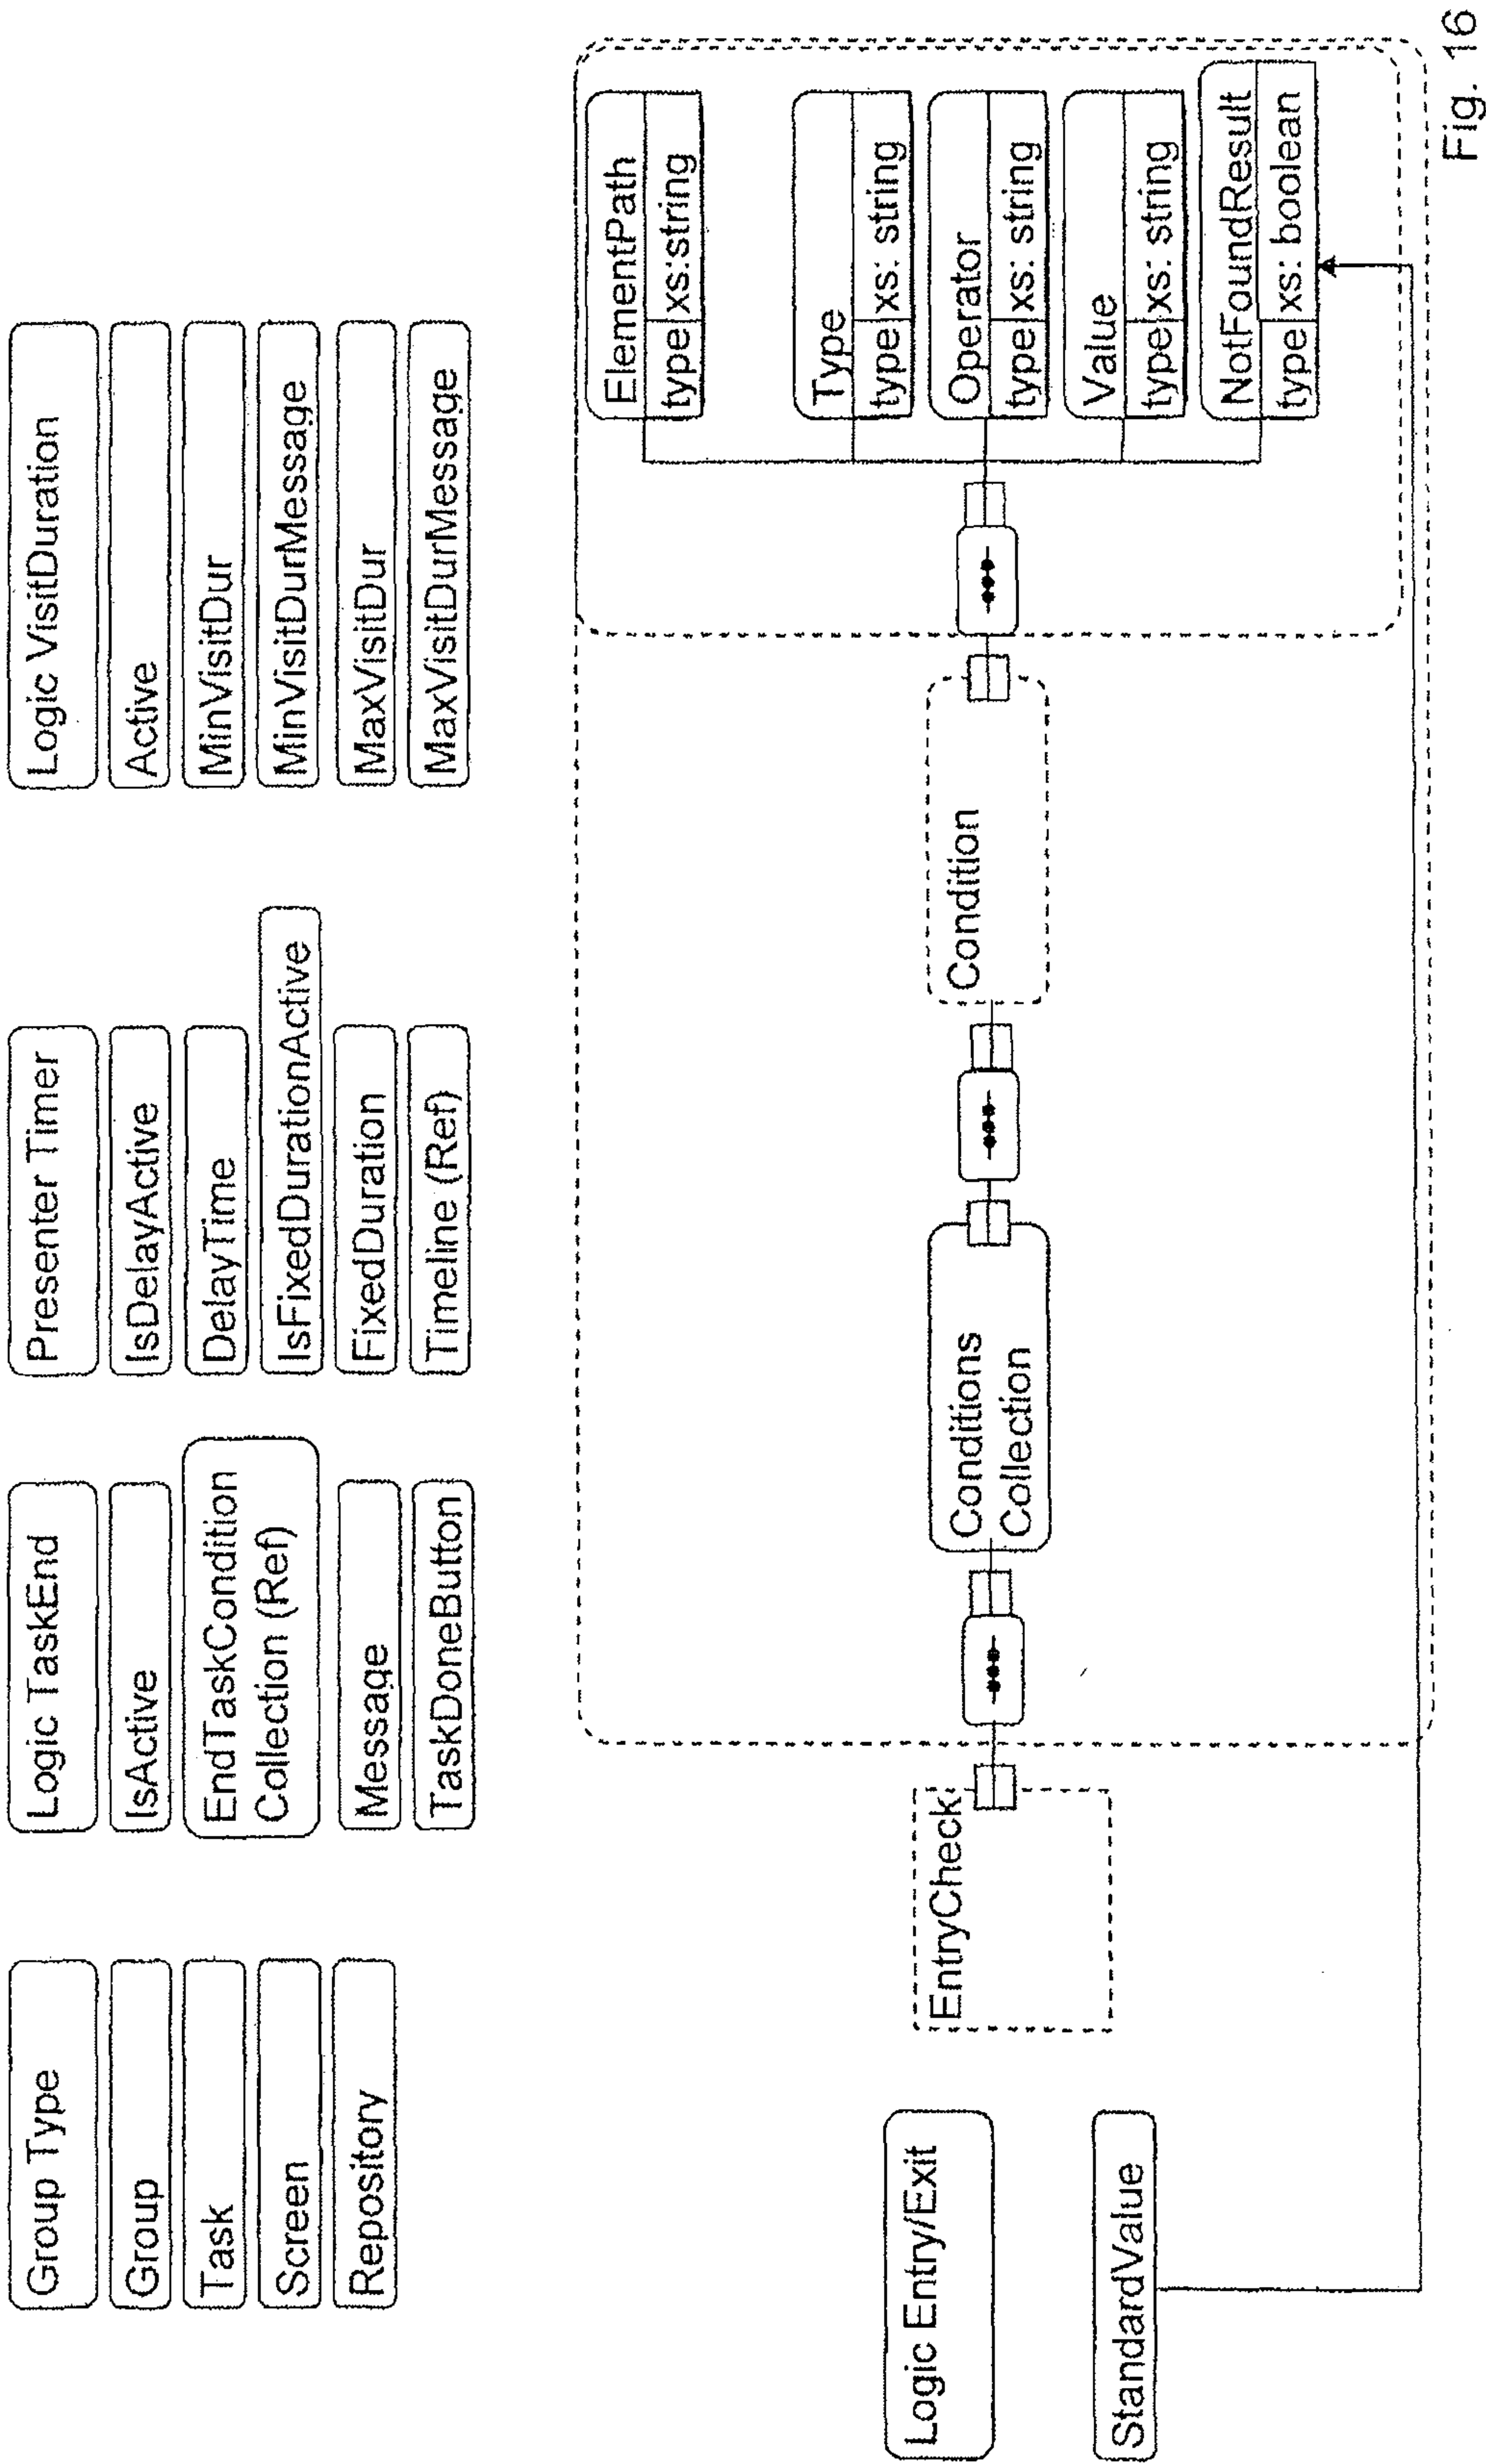 Group Type
Group
Task
Screen
Repository
Logic TaskEnd
IsActive
EndTaskCondition
Collection (Ref)
Message
TaskDoneButton
Presenter Timer
IsDelayActive
DelayTime
IsFixedDurationActive
FixedDuration
Timeline (Ref)
Logic VisitDuration
Active
MinVisitDur
MinVisitDurMessage
MaxVisitDur
MaxVisitDurMessage
Logic Entry/Exit
StandardValue
EntryCheck
Conditions
Collection
Condition
ElementPath
type xs:string
Type
type xs: string
Operator
type xs: string
Value
type xs: string
NotFoundResult
type xs: boolean
Fig. 16